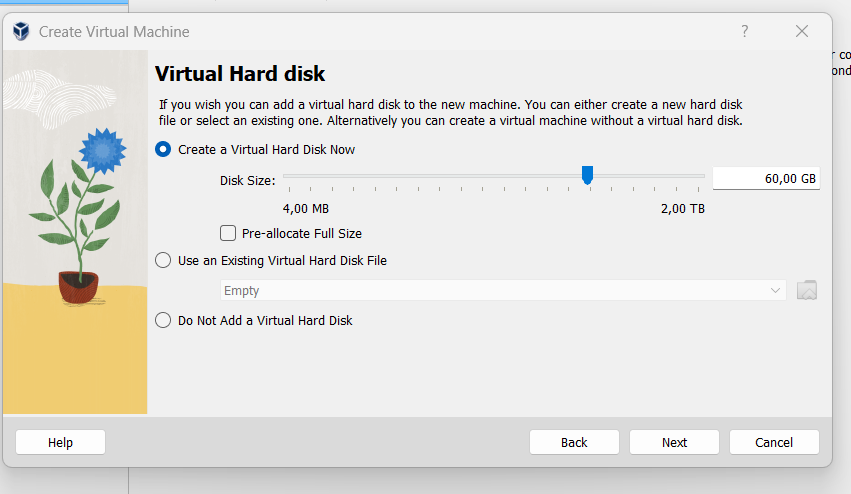 Create Virtual Machine
?
Virtual Hard disk
If you wish you can add a virtual hard disk to the new machine. You can either create a new hard disk
file or select an existing one. Alternatively you can create a virtual machine without a virtual hard disk.
Create a Virtual Hard Disk Now
Disk Size:
60,00 GB
4,00 MB
2,00 TB
Pre-allocate Full Size
Use an Existing Virtual Hard Disk File
Empty
Do Not Add a Virtual Hard Disk
Help
Back
Next
Cancel